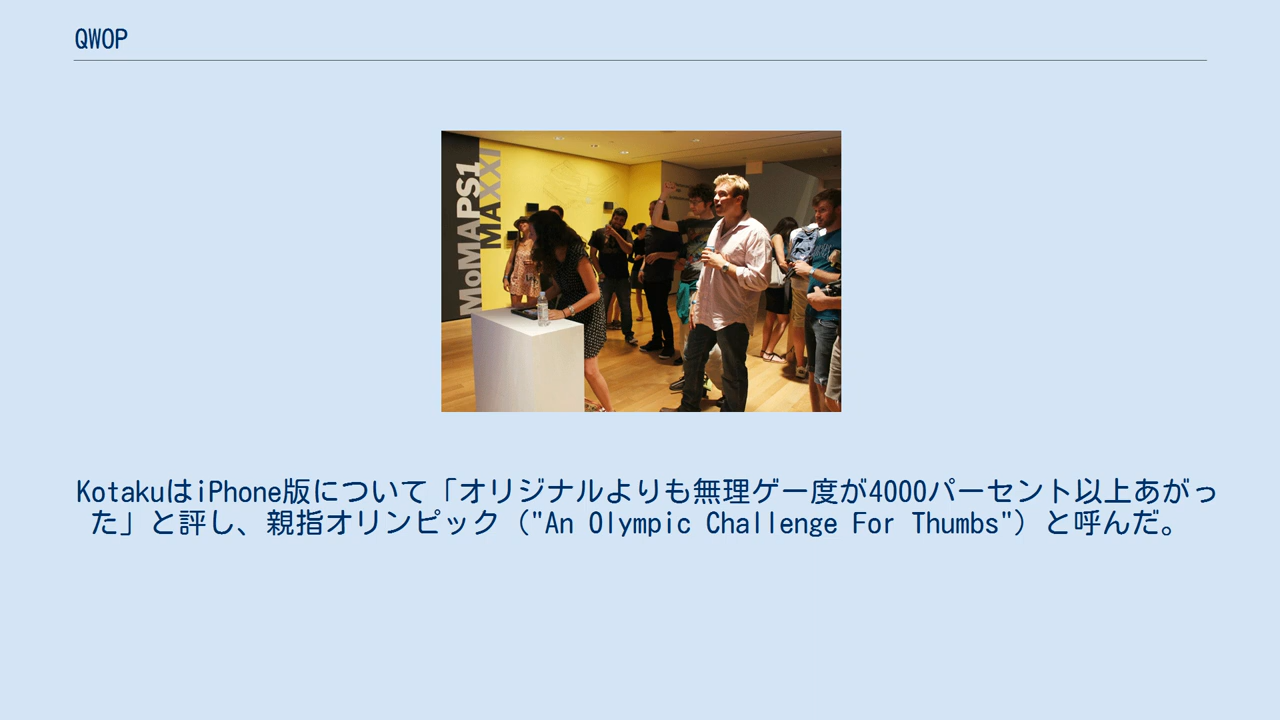 QWOP
MoMAPS1
MAXXI
KotakuはiPhone版について「オリジナルよりも無理ゲー度が4000パーセント以上あがっ
た」と評し、親指オリンピック（"An Olympic Challenge For Thumbs"）と呼んだ。